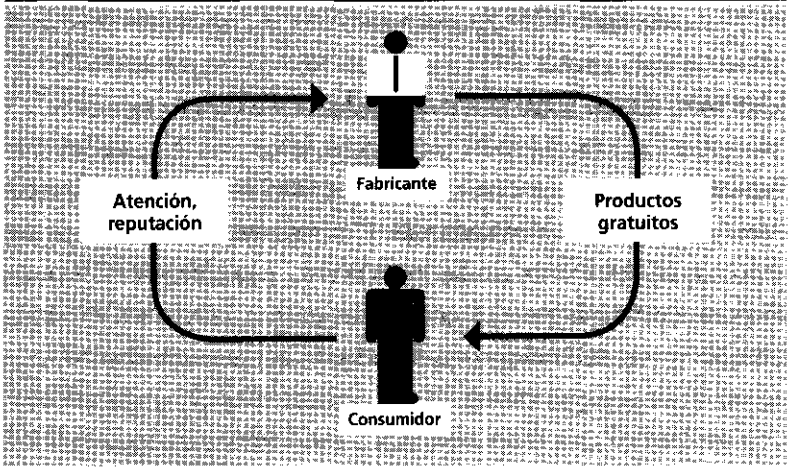 Fabricante
Atención,
reputación
Productos
gratuitos
Consumidor